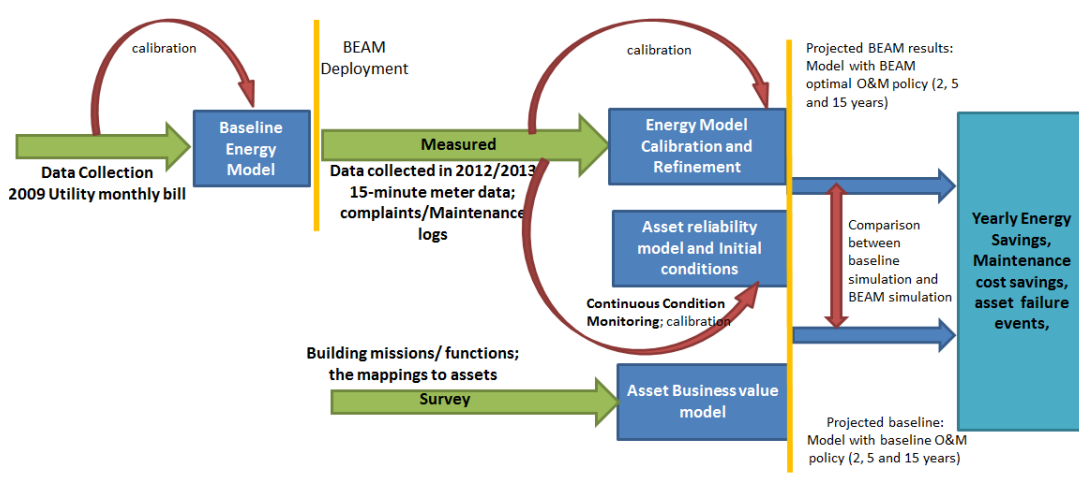 calibration
Baseline
Energy
Model
Data Collection
2009 Utility monthly bill
BEAM
Deployment
Measured
Data collected in 2012/2013
15-minute meter data;
complaints/Maintenance
logs
calibration
Energy Model
Calibration and
Refinement
Asset reliability
model and Initial
conditions
Continuous Condition
Monitoring; calibration
Building missions/ functions;
the mappings to assets
Survey
Asset Business value
model
Projected BEAM results:
Model with BEAM
optimal O&M policy (2, 5
and 15 years)
Comparison
between
baseline
simulation and
BEAM simulation
Projected baseline:
Model with baseline O&M
policy (2, 5 and 15 years)
Yearly Energy
Savings,
Maintenance
cost savings,
asset failure
events,